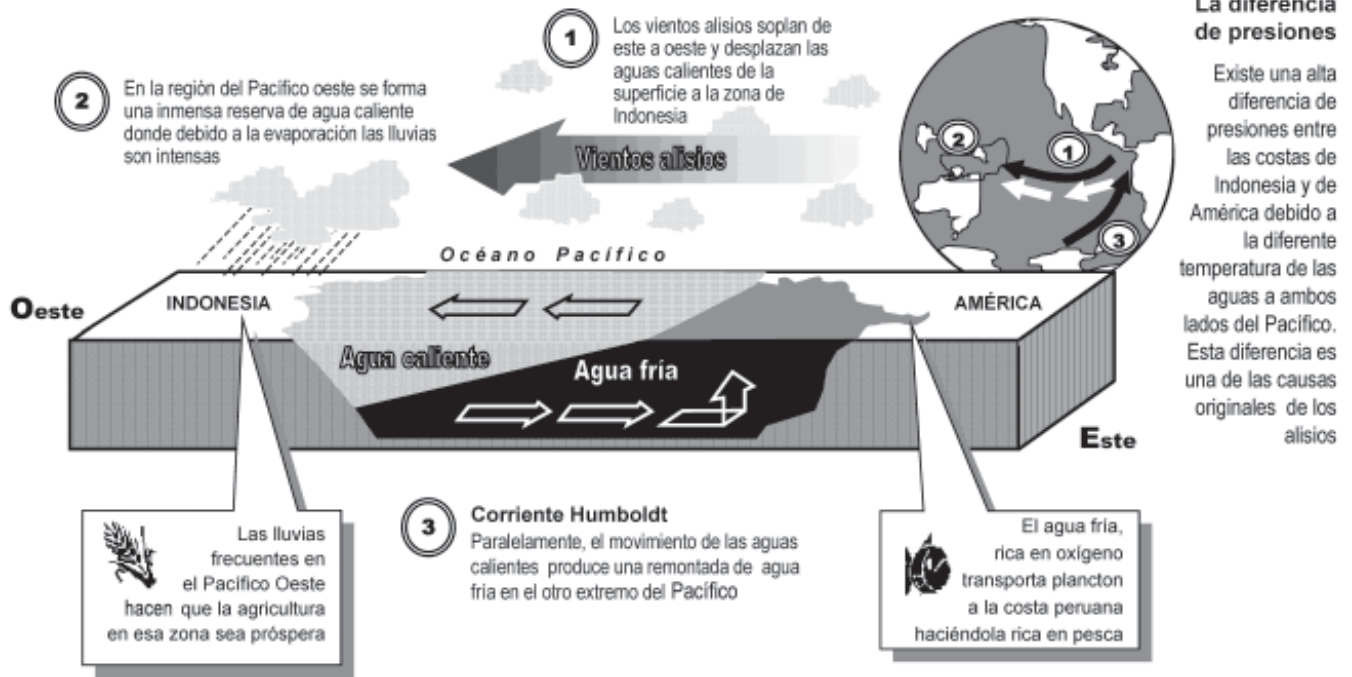 1
Los vientos alisios soplan de
este a oeste y desplazan las
aguas calientes de la
superficie a la zona de
Indonesia
2
En la región del Pacífico oeste se forma
una inmensa reserva de agua caliente
donde debido a la evaporación las lluvias
son intensas
Vientos alisios
2
1
3
La diferencia
de presiones
Existe una alta
diferencia de
presiones entre
las costas de
Indonesia y de
América debido a
la diferente
temperatura de las
aguas a ambos
lados del Pacífico.
Esta diferencia es
una de las causas
originales de los
alisios
Océano Pacífico
Oeste
INDONESIA
AMÉRICA
Agua caliente
Agua fría
Este
Las lluvias
frecuentes en
el Pacífico Oeste
hacen que la agricultura
en esa zona sea próspera
3
Corriente Humboldt
Paralelamente, el movimiento de las aguas
calientes produce una remontada de agua
fría en el otro extremo del Pacífico
El agua fría,
rica en oxígeno
transporta plancton
a la costa peruana
haciéndola rica en pesca